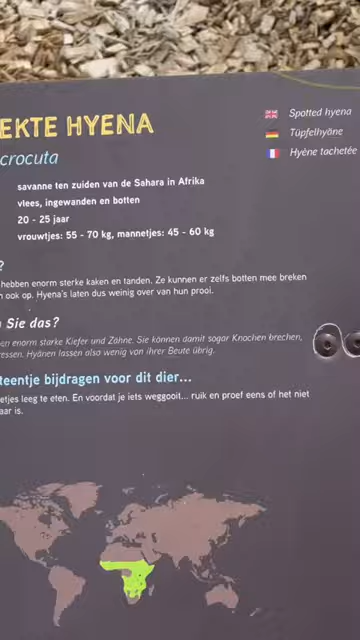 EKTE HYENA
Spotted hyena
Tüpfelhyäne
Hyène tachetée
crocuta
savanne ten zuiden van de Sahara in Afrika
vlees, ingewanden en botten
20 - 25 jaar
vrouwtjes: 55 - 70 kg, mannetjes: 45 - 60 kg
?
hebben enorm sterke kaken en tanden. Ze kunnen er zelfs botten mee breken
n ook op. Hyena's laten dus weinig over van hun prooi.
Sie das?
en enorm starke Kiefer und Zähne. Sie können damit sogar Knochen brechen,
ressen. Hyänen lassen also wenig von ihrer Beute übrig.
teentje bijdragen voor dit dier...
etjes leeg te eten. En voordat je iets weggooit... ruik en proef eens of het niet
aar is.